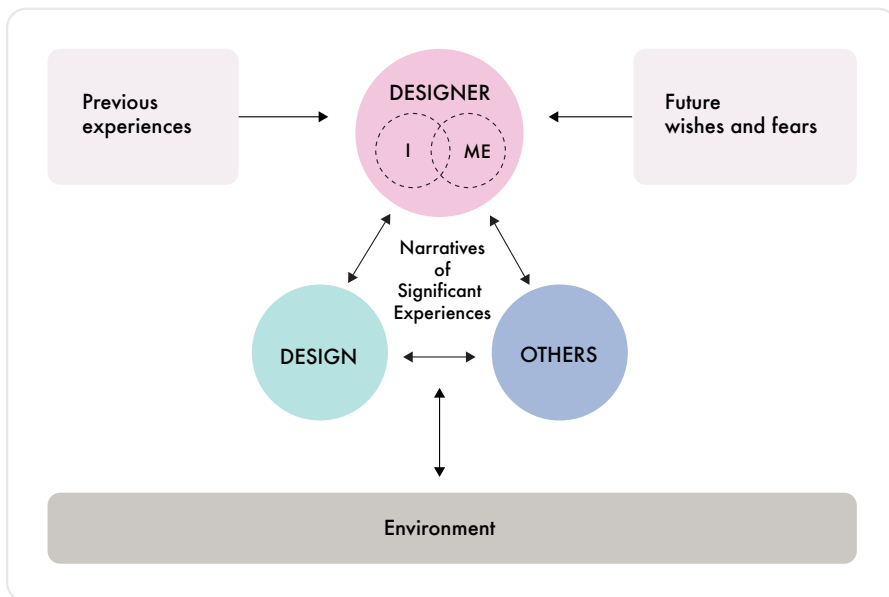 Previous
experiences
DESIGNER
I
ME
Future
wishes and fears
Narratives
of
Significant
Experiences
DESIGN
OTHERS
Environment